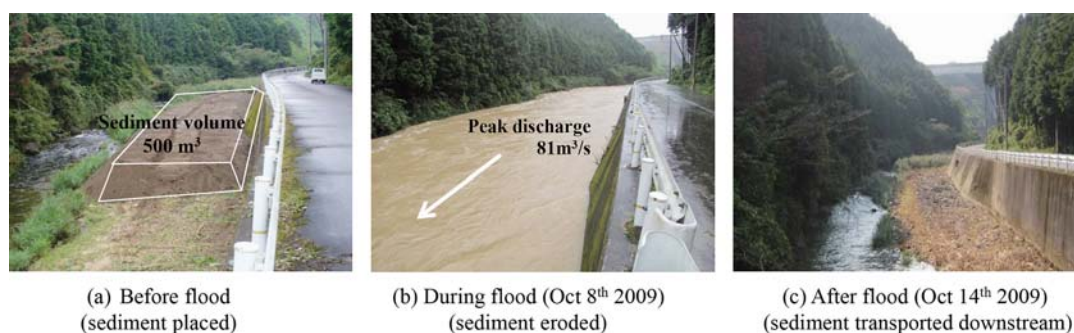 Sediment volume
500 m³
Peak discharge
81m³/s
(a) Before flood
(sediment placed)
(b) During flood (Oct 8th 2009)
(sediment eroded)
(c) After flood (Oct 14th 2009)
(sediment transported downstream)